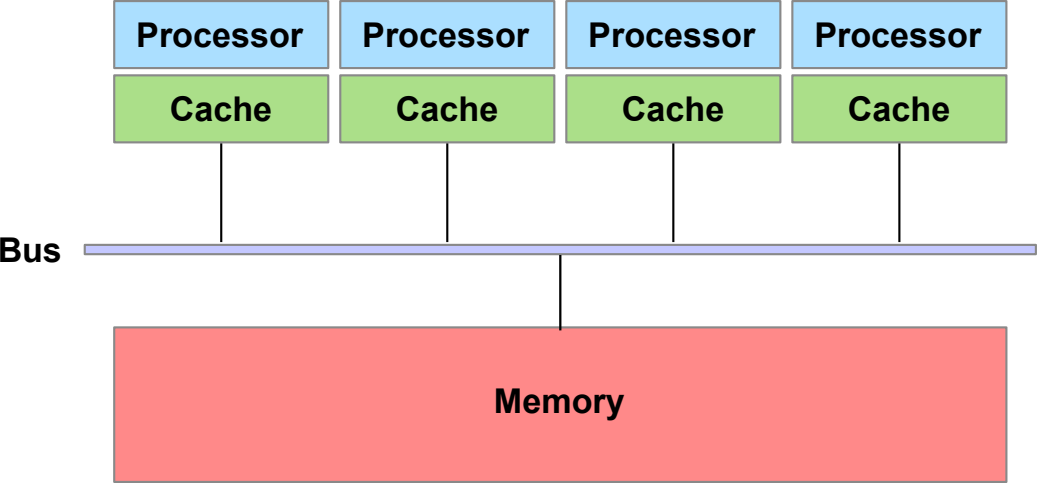 Processor Processor Processor Processor
Cache Cache Cache Cache
Bus
Memory